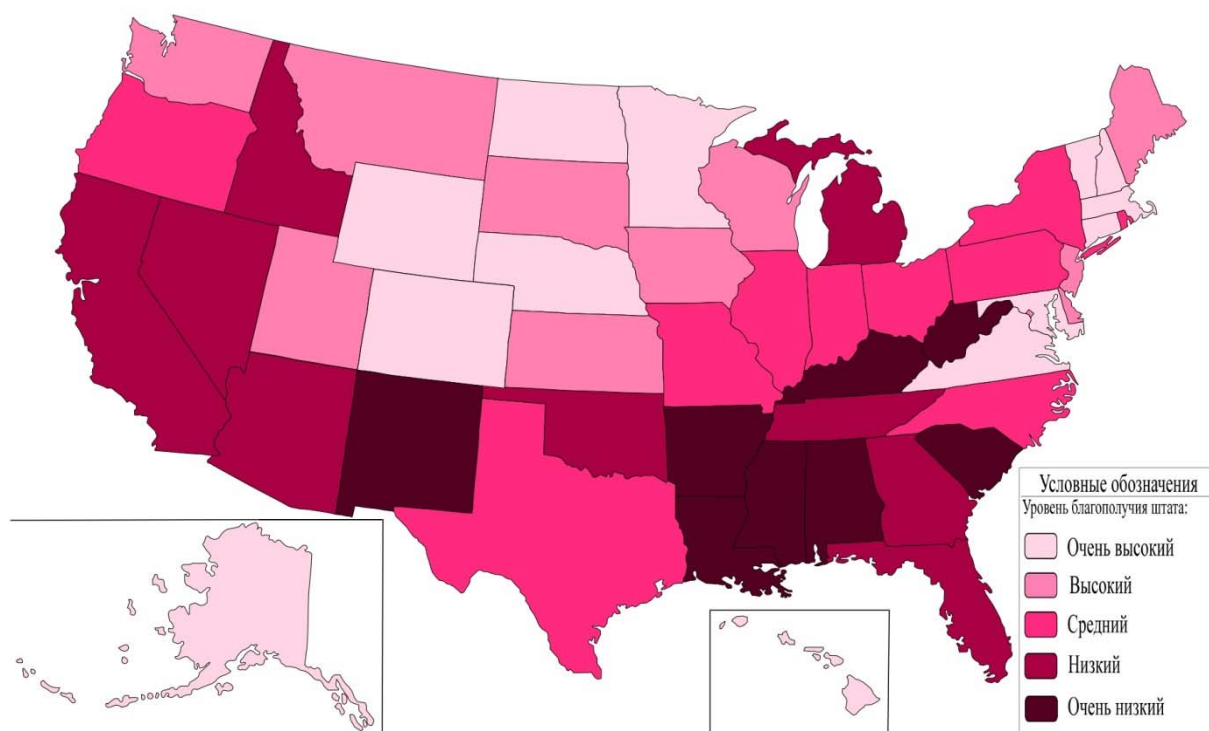 Условные обозначения
Уровень благополучия штата:
Очень высокий
Высокий
Средний
Низкий
Очень низкий